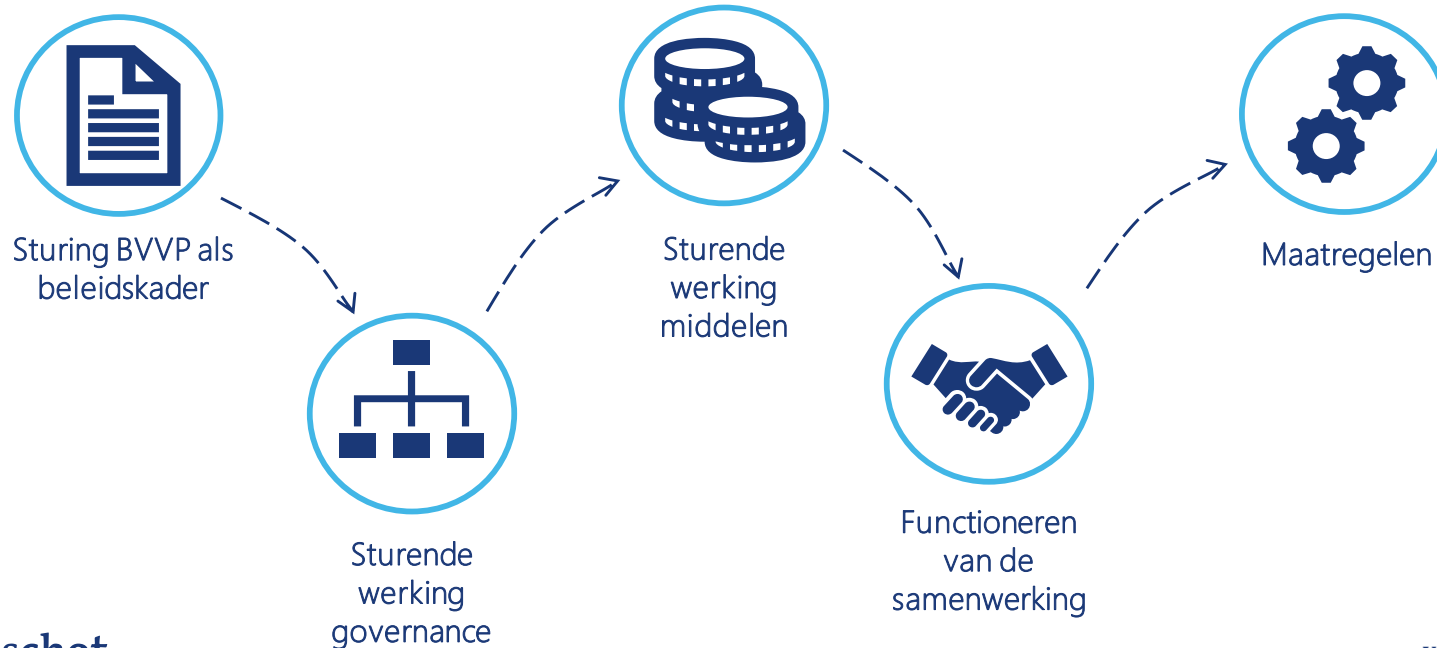 Sturing BVVP als
beleidskader
Sturende
werking
governance
Sturende
werking
middelen
Functioneren
van de
samenwerking
Maatregelen